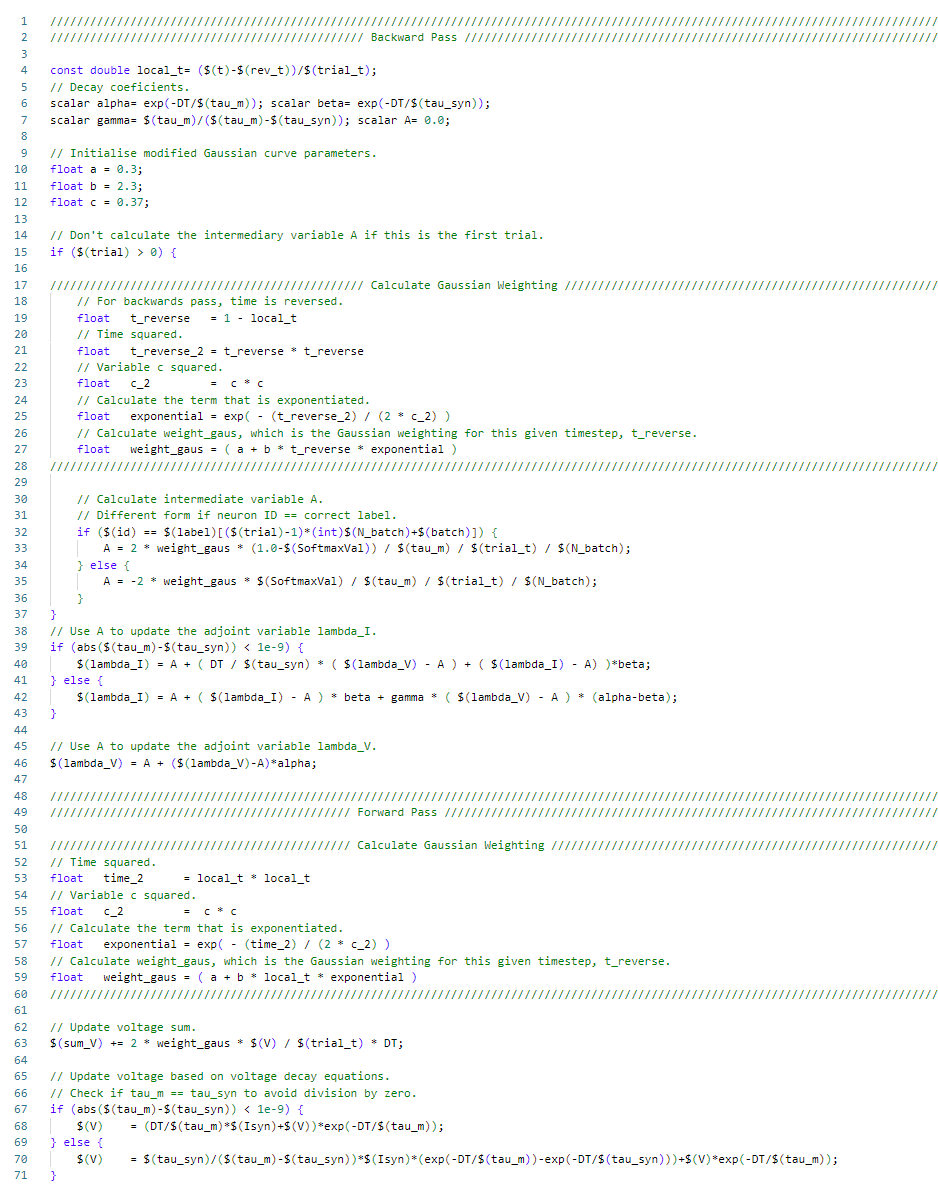 1 ////////////////////////////////////////////////////////////////////////////////////////////////////////////////////////////////////
2 /////////////////////////////////////////////// Backward Pass ///////////////////////////////////////////////////////////////////////
3
4 const double local_t= ($(t)-$(rev_t))/$(trial_t);
5 // Decay coeficients.
6 scalar alpha= exp(-DT/$(tau_m)); scalar beta= exp(-DT/$(tau_syn));
7 scalar gamma= $(tau_m)/($(tau_m)-$(tau_syn)); scalar A= 0.0;
8
9 // Initialise modified Gaussian curve parameters.
10 float a = 0.3;
11 float b = 2.3;
12 float c = 0.37;
13
14 // Don't calculate the intermediary variable A if this is the first trial.
15 if ($(trial) > 0) {
16
17 /////////////////////////////////////////////// Calculate Gaussian Weighting ////////////////////////////////////////////////////////
18     // For backwards pass, time is reversed.
19     float   t_reverse   = 1 - local_t
20     // Time squared.
21     float   t_reverse_2 = t_reverse * t_reverse
22     // Variable c squared.
23     float   c_2         =  c * c
24     // Calculate the term that is exponentiated.
25     float   exponential = exp( - (t_reverse_2) / (2 * c_2) )
26     // Calculate weight_gaus, which is the Gaussian weighting for this given timestep, t_reverse.
27     float   weight_gaus = ( a + b * t_reverse * exponential )
28 ////////////////////////////////////////////////////////////////////////////////////////////////////////////////////////////////////
29
30     // Calculate intermediate variable A.
31     // Different form if neuron ID == correct label.
32     if ($(id) == $(label)[($(trial)-1)*(int)$(N_batch)+$(batch)]) {
33         A = 2 * weight_gaus * (1.0-$(SoftmaxVal)) / $(tau_m) / $(trial_t) / $(N_batch);
34     } else {
35         A = -2 * weight_gaus * $(SoftmaxVal) / $(tau_m) / $(trial_t) / $(N_batch);
36     }
37 }
38 // Use A to update the adjoint variable lambda_I.
39 if (abs($(tau_m)-$(tau_syn)) < 1e-9) {
40     $(lambda_I) = A + ( DT / $(tau_syn) * ( $(lambda_V) - A ) + ( $(lambda_I) - A) )*beta;
41 } else {
42     $(lambda_I) = A + ( $(lambda_I) - A ) * beta + gamma * ( $(lambda_V) - A ) * (alpha-beta);
43 }
44
45 // Use A to update the adjoint variable lambda_V.
46 $(lambda_V) = A + ($(lambda_V)-A)*alpha;
47
48 ////////////////////////////////////////////////////////////////////////////////////////////////////////////////////////////////////
49 ///////////////////////////////////////////// Forward Pass //////////////////////////////////////////////////////////////////////////
50
51 ///////////////////////////////////////////// Calculate Gaussian Weighting //////////////////////////////////////////////////////////
52 // Time squared.
53 float   time_2      = local_t * local_t
54 // Variable c squared.
55 float   c_2         =  c * c
56 // Calculate the term that is exponentiated.
57 float   exponential = exp( - (time_2) / (2 * c_2) )
58 // Calculate weight_gaus, which is the Gaussian weighting for this given timestep, t_reverse.
59 float   weight_gaus = ( a + b * local_t * exponential )
60 ////////////////////////////////////////////////////////////////////////////////////////////////////////////////////////////////////
61
62 // Update voltage sum.
63 $(sum_V) += 2 * weight_gaus * $(V) / $(trial_t) * DT;
64
65 // Update voltage based on voltage decay equations.
66 // Check if tau_m == tau_syn to avoid division by zero.
67 if (abs($(tau_m)-$(tau_syn)) < 1e-9) {
68     $(V)    = (DT/$(tau_m)*$(Isyn)+$(V))*exp(-DT/$(tau_m));
69 } else {
70     $(V)    = $(tau_syn)/($(tau_m)-$(tau_syn))*$(Isyn)*(exp(-DT/$(tau_m))-exp(-DT/$(tau_syn)))+$(V)*exp(-DT/$(tau_m));
71 }